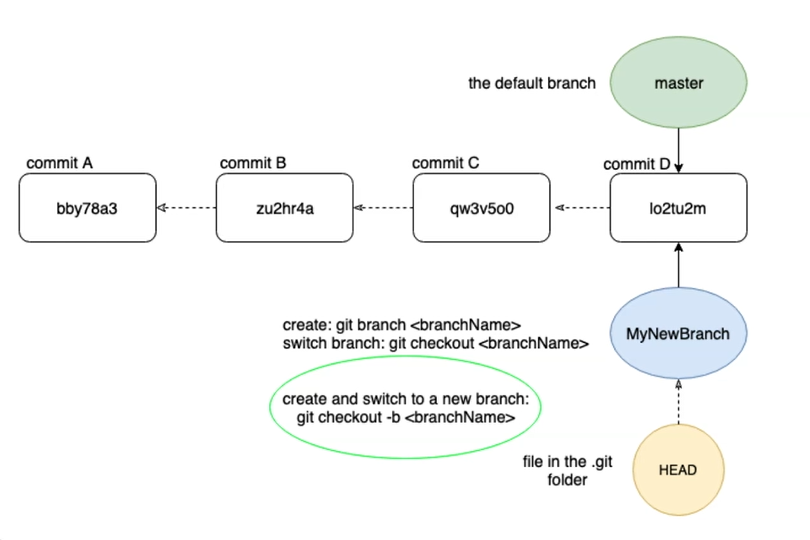 the default branch
master
commit A
commit B
commit C
commit D
bby78a3
zu2hr4a
qw3v5o0
lo2tu2m
create: git branch <branchName>
switch branch: git checkout <branchName>
MyNewBranch
create and switch to a new branch:
git checkout -b <branchName>
file in the .git
folder
HEAD